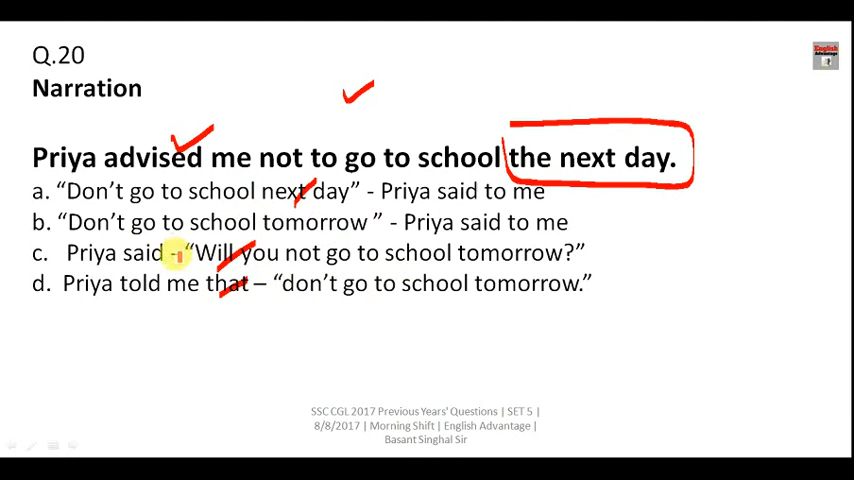 Q.20
English
Advantage
Narration
Priya advised me not to go to school the next day.
a. “Don’t go to school next day” - Priya said to me
b. “Don’t go to school tomorrow ” - Priya said to me
c. Priya said - “Will you not go to school tomorrow?”
d. Priya told me that – “don’t go to school tomorrow.”
SSC CGL 2017 Previous Years' Questions | SET 5 |
8/8/2017 | Morning Shift | English Advantage |
Basant Singhal Sir